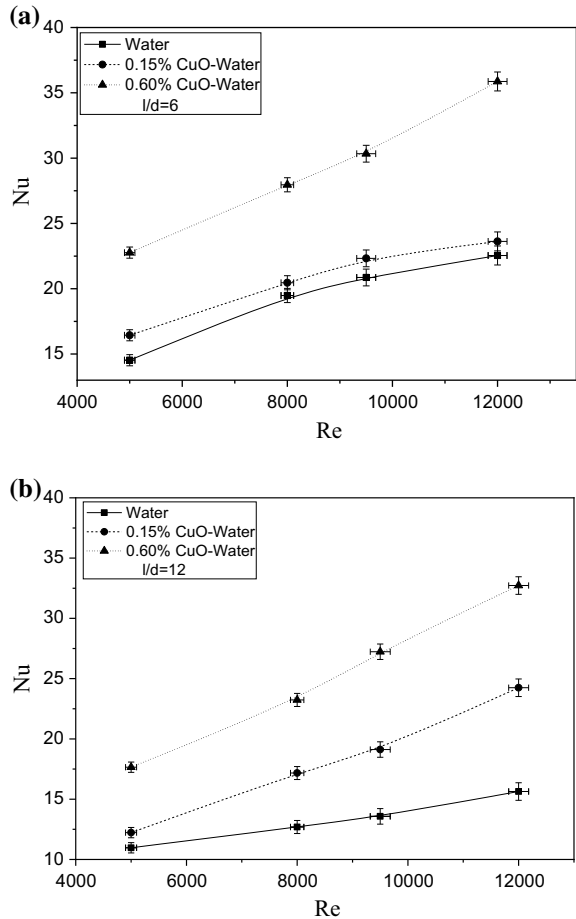 (a)
40
35
30
25
20
15
Nu
Water
0.15% CuO-Water
0.60% CuO-Water
l/d=6
4000 6000 8000 10000 12000
Re
(b)
40
35
30
25
20
15
10
Nu
Water
0.15% CuO-Water
0.60% CuO-Water
l/d=12
4000 6000 8000 10000 12000
Re